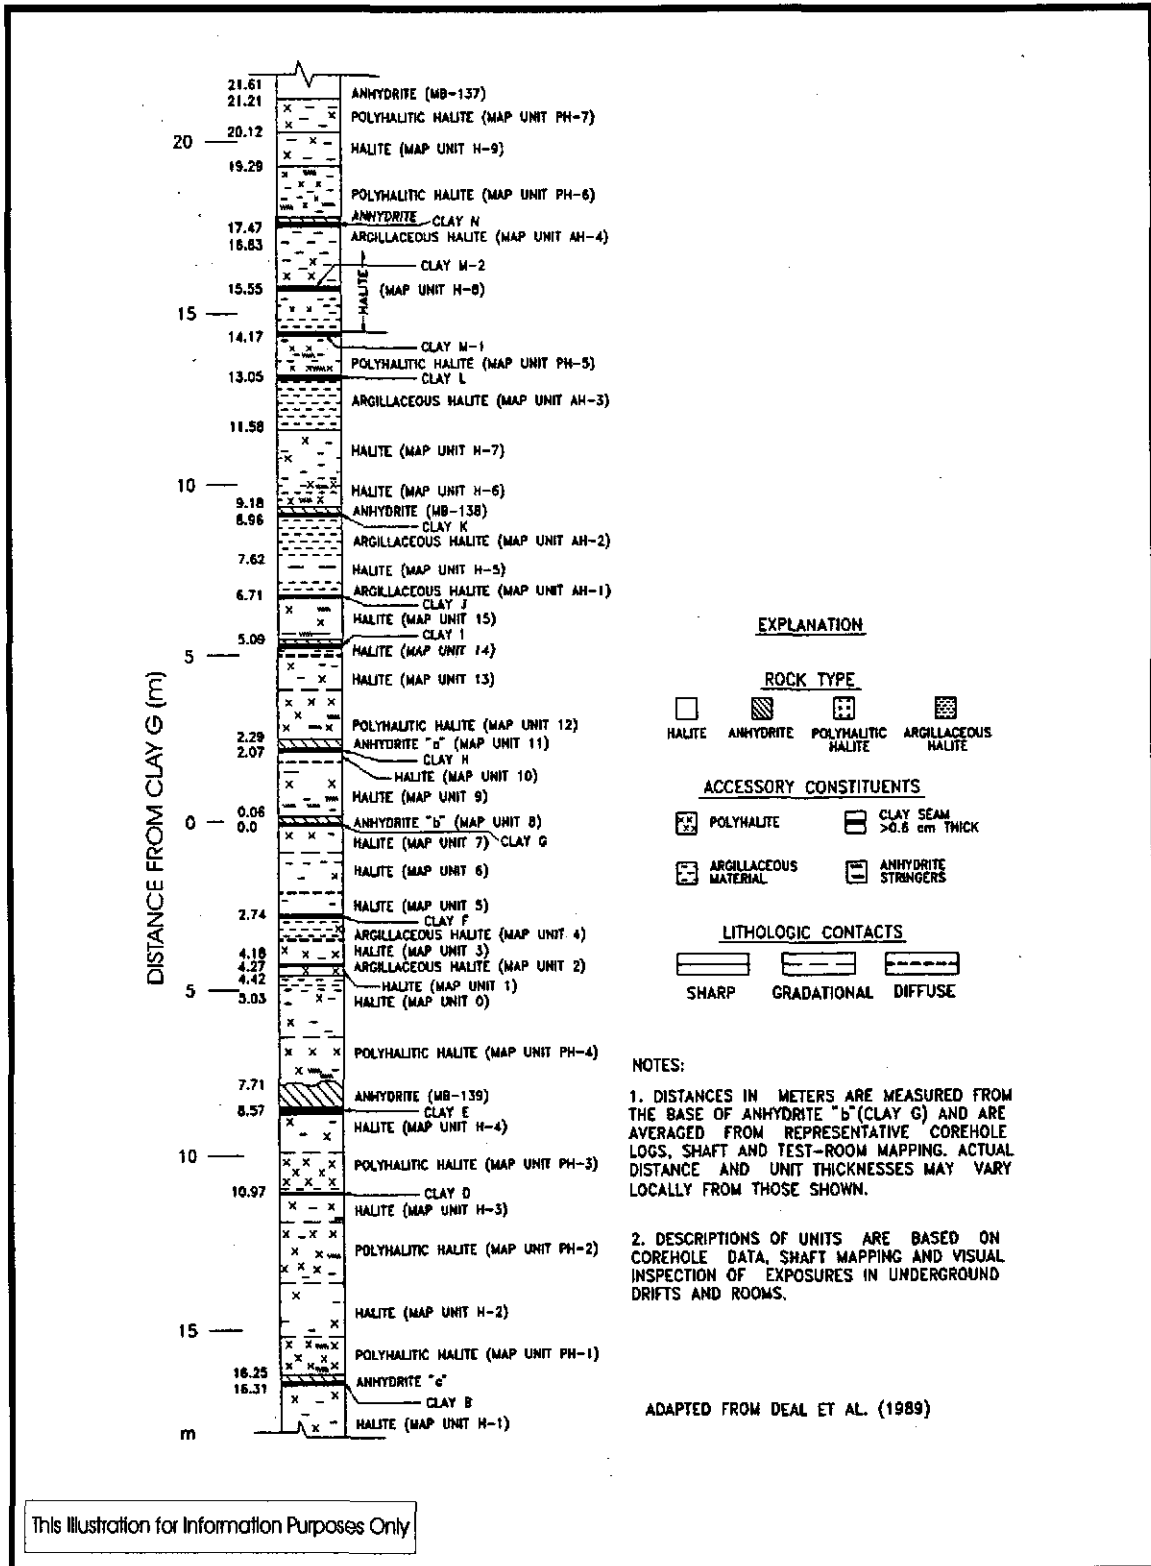 21.61
ANHYDRITE (MB-137)
21.21
POLYHALITIC HALITE (MAP UNIT PH-7)
20.12
20
HALITE (MAP UNIT H-9)
19.29
POLYHALITIC HALITE (MAP UNIT PH-6)
ANHYDRITE
CLAY N
17.47
ARGILLACEOUS HALITE (MAP UNIT AH-4)
16.63
CLAY M-2
HALITE
(MAP UNIT H-8)
15.55
15
14.17
CLAY M-1
POLYHALITIC HALITE (MAP UNIT PH-5)
13.05
CLAY L
ARGILLACEOUS HALITE (MAP UNIT AH-3)
11.58
HALITE (MAP UNIT H-7)
10
HALITE (MAP UNIT H-6)
9.18
ANHYDRITE (MB-138)
8.96
CLAY K
ARGILLACEOUS HALITE (MAP UNIT AH-2)
7.62
HALITE (MAP UNIT H-5)
6.71
ARGILLACEOUS HALITE (MAP UNIT AH-1)
CLAY J
HALITE (MAP UNIT 15)
5.09
CLAY I
5
HALITE (MAP UNIT 14)
HALITE (MAP UNIT 13)
POLYHALITIC HALITE (MAP UNIT 12)
2.29
ANHYDRITE "a" (MAP UNIT 11)
2.07
CLAY H
HALITE (MAP UNIT 10)
HALITE (MAP UNIT 9)
0.06
0
0.0
ANHYDRITE "b" (MAP UNIT 8)
HALITE (MAP UNIT 7)
CLAY G
HALITE (MAP UNIT 6)
HALITE (MAP UNIT 5)
2.74
CLAY F
ARGILLACEOUS HALITE (MAP UNIT 4)
4.18
HALITE (MAP UNIT 3)
4.27
ARGILLACEOUS HALITE (MAP UNIT 2)
4.42
HALITE (MAP UNIT 1)
5
5.03
HALITE (MAP UNIT 0)
POLYHALITIC HALITE (MAP UNIT PH-4)
7.71
ANHYDRITE (MB-139)
8.57
CLAY E
HALITE (MAP UNIT H-4)
10
POLYHALITIC HALITE (MAP UNIT PH-3)
10.97
CLAY D
HALITE (MAP UNIT H-3)
POLYHALITIC HALITE (MAP UNIT PH-2)
HALITE (MAP UNIT H-2)
15
POLYHALITIC HALITE (MAP UNIT PH-1)
16.25
ANHYDRITE "c"
16.31
CLAY B
HALITE (MAP UNIT H-1)
m
DISTANCE FROM CLAY G (m)
EXPLANATION
ROCK TYPE
HALITE
ANHYDRITE
POLYHALITIC
HALITE
ARGILLACEOUS
HALITE
ACCESSORY CONSTITUENTS
POLYHALITE
CLAY SEAM
>0.6 cm THICK
ARGILLACEOUS
MATERIAL
ANHYDRITE
STRINGERS
LITHOLOGIC CONTACTS
SHARP
GRADATIONAL
DIFFUSE
NOTES:
1. DISTANCES IN METERS ARE MEASURED FROM
THE BASE OF ANHYDRITE "b"(CLAY G) AND ARE
AVERAGED FROM REPRESENTATIVE COREHOLE
LOGS, SHAFT AND TEST-ROOM MAPPING. ACTUAL
DISTANCE AND UNIT THICKNESSES MAY VARY
LOCALLY FROM THOSE SHOWN.
2. DESCRIPTIONS OF UNITS ARE BASED ON
COREHOLE DATA, SHAFT MAPPING AND VISUAL
INSPECTION OF EXPOSURES IN UNDERGROUND
DRIFTS AND ROOMS.
ADAPTED FROM DEAL ET AL. (1989)
This Illustration for Information Purposes Only